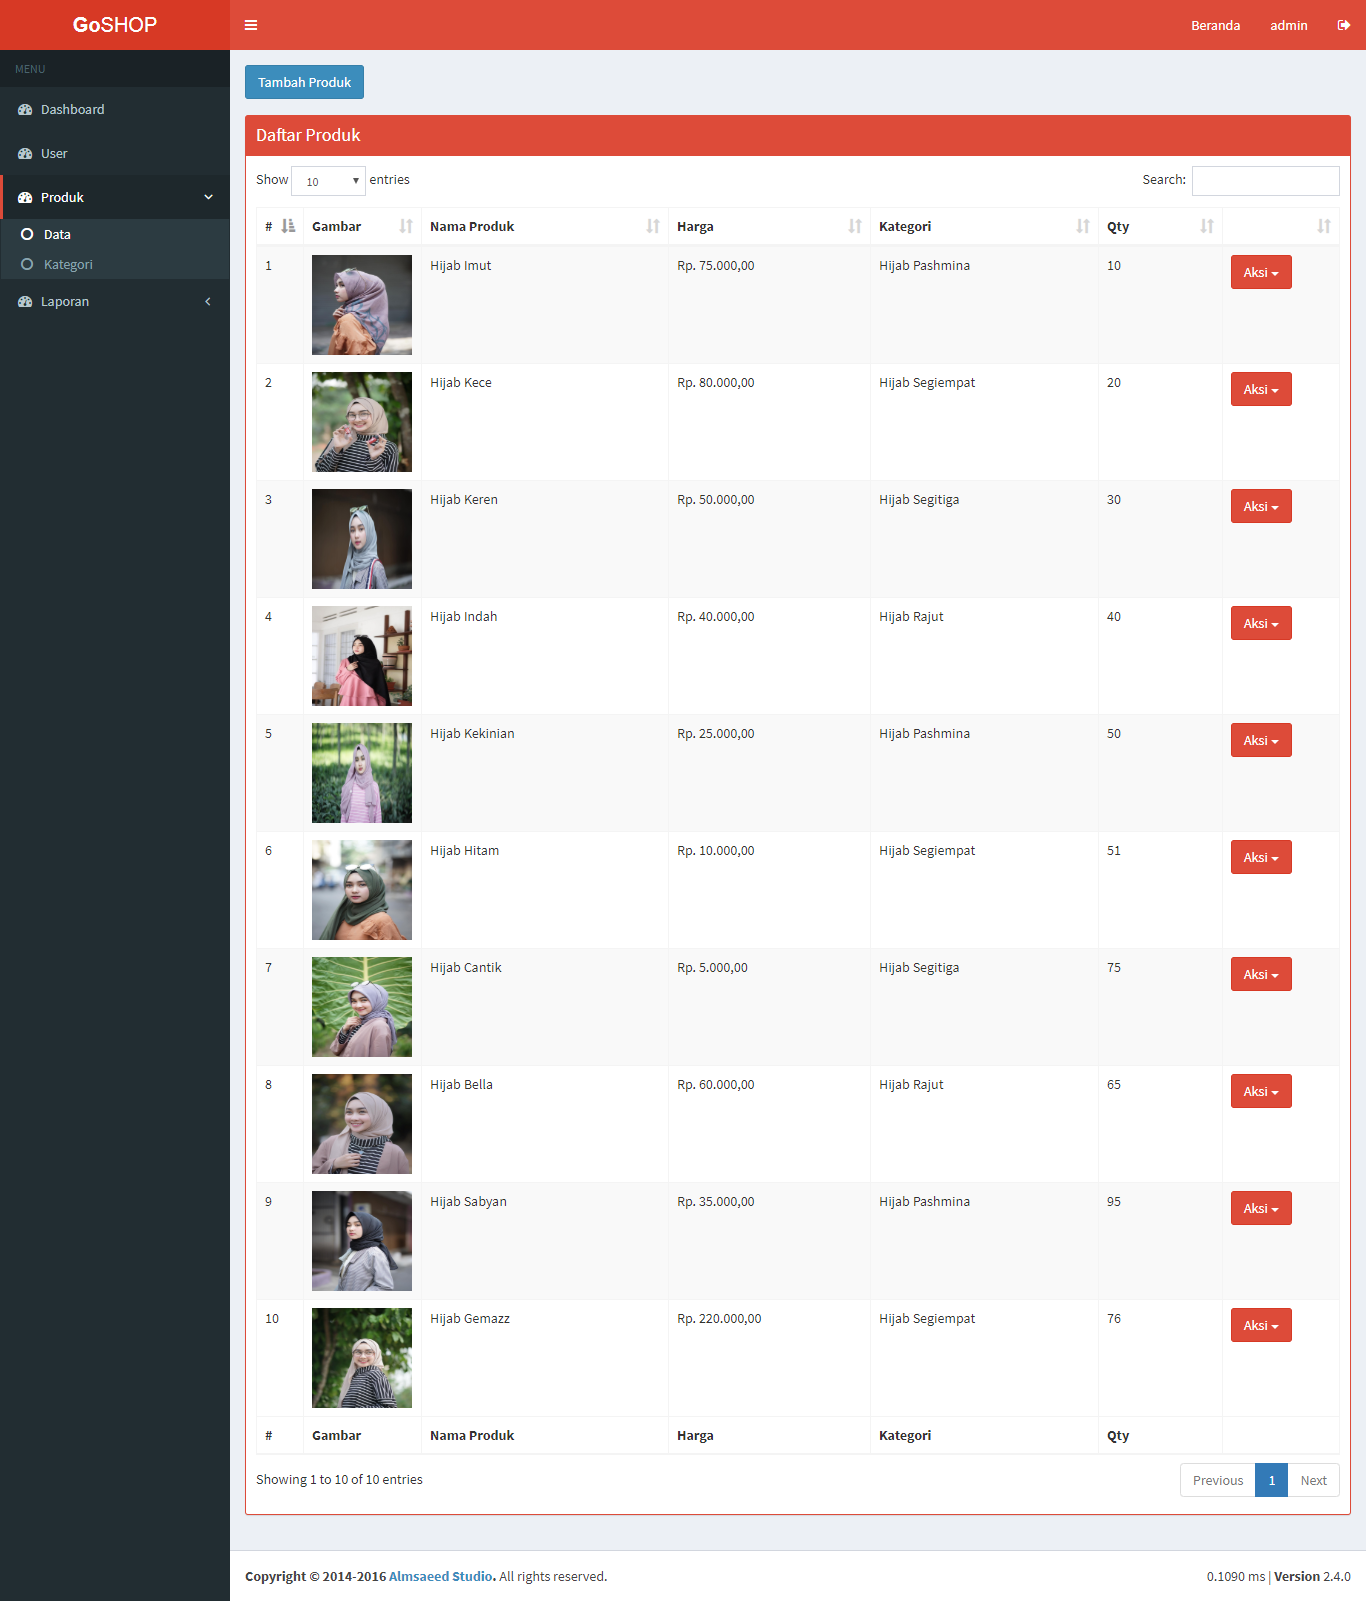 GoSHOP
Beranda admin
MENU
Dashboard
User
Produk
Data
Kategori
Laporan
Tambah Produk
Daftar Produk
Show 10 entries Search:
# Gambar Nama Produk Harga Kategori Qty
1 Hijab Imut Rp. 75.000,00 Hijab Pashmina 10 Aksi
2 Hijab Kece Rp. 80.000,00 Hijab Segiempat 20 Aksi
3 Hijab Keren Rp. 50.000,00 Hijab Segitiga 30 Aksi
4 Hijab Indah Rp. 40.000,00 Hijab Rajut 40 Aksi
5 Hijab Kekinian Rp. 25.000,00 Hijab Pashmina 50 Aksi
6 Hijab Hitam Rp. 10.000,00 Hijab Segiempat 51 Aksi
7 Hijab Cantik Rp. 5.000,00 Hijab Segitiga 75 Aksi
8 Hijab Bella Rp. 60.000,00 Hijab Rajut 65 Aksi
9 Hijab Sabyan Rp. 35.000,00 Hijab Pashmina 95 Aksi
10 Hijab Gemazz Rp. 220.000,00 Hijab Segiempat 76 Aksi
# Gambar Nama Produk Harga Kategori Qty
Showing 1 to 10 of 10 entries Previous 1 Next
Copyright © 2014-2016 Almsaeed Studio. All rights reserved. 0.1090 ms | Version 2.4.0